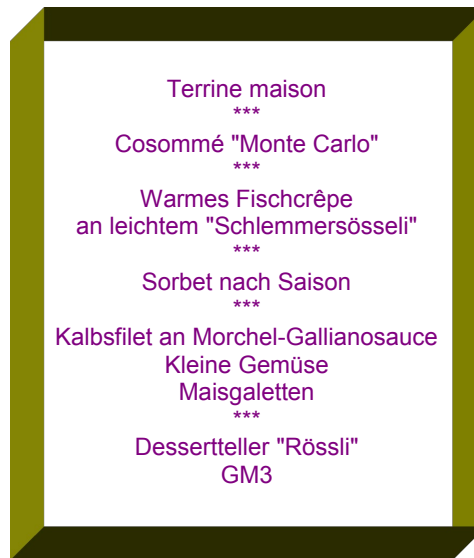 Terrine maison
***
Cosommé "Monte Carlo"
***
Warmes Fischcrêpe
an leichtem "Schlemmersösseli"
***
Sorbet nach Saison
***
Kalbsfilet an Morchel-Gallianosauce
Kleine Gemüse
Maisgaletten
***
Dessertteller "Rössli"
GM3